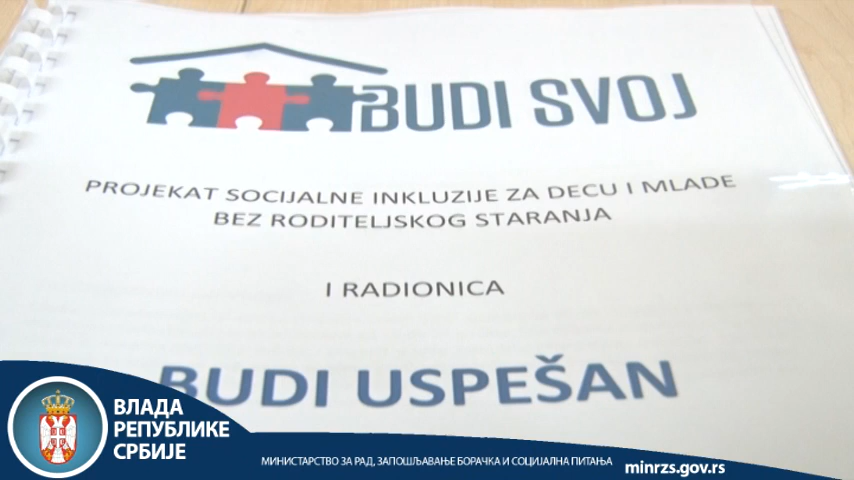 BUDI SVOJ
PROJEKAT SOCIJALNE INKLUZIJE ZA DECU I MLADE
BEZ RODITELJSKOG STARANJA
I RADIONICA
BUDI USPEŠAN
ВЛАДА
РЕПУБЛИКЕ
СРБИЈЕ
МИНИСТАРСТВО ЗА РАД, ЗАПОШЉАВАЊЕ БОРАЧКА И СОЦИЈАЛНА ПИТАЊА
minrzs.gov.rs